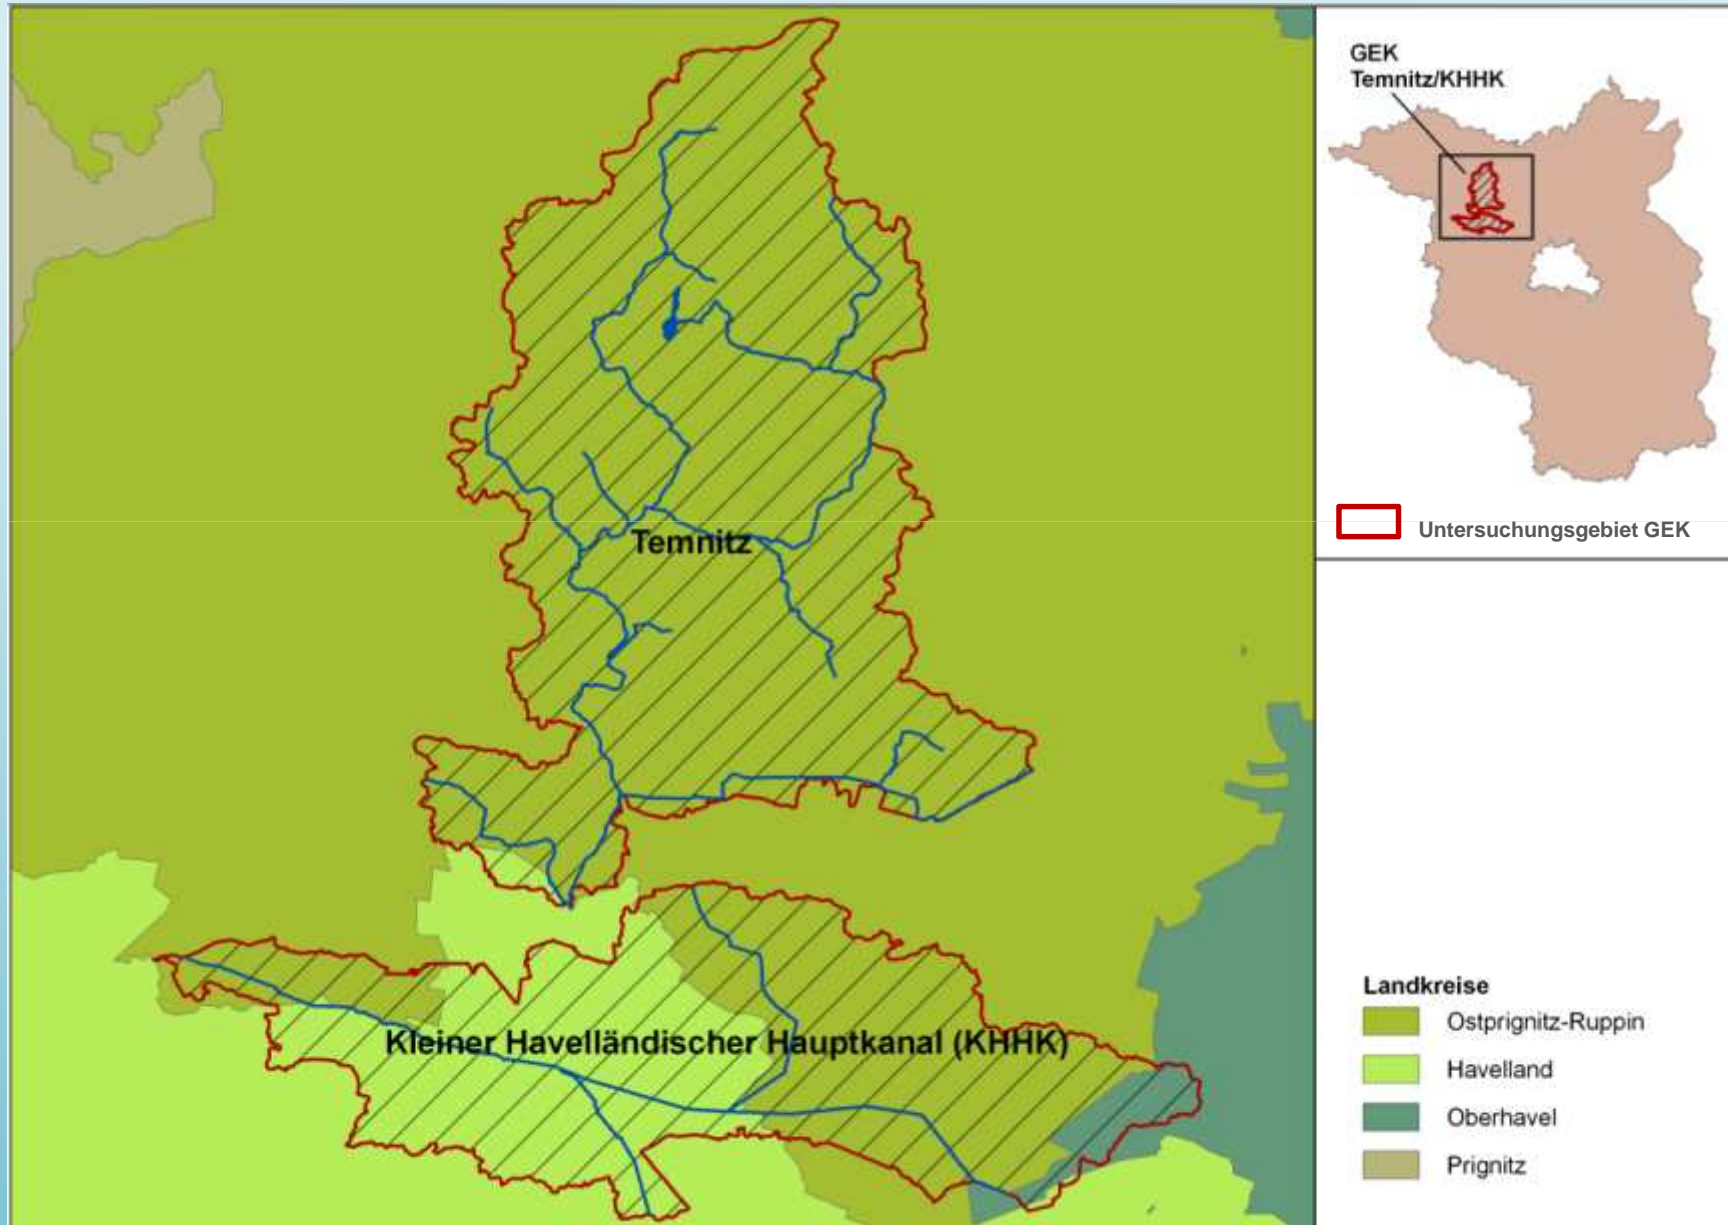 GEK
Temnitz/KHHK
Untersuchungsgebiet GEK
Temnitz
Kleiner Havelländischer Hauptkanal (KHHK)
Landkreise
Ostprignitz-Ruppin
Havelland
Oberhavel
Prignitz